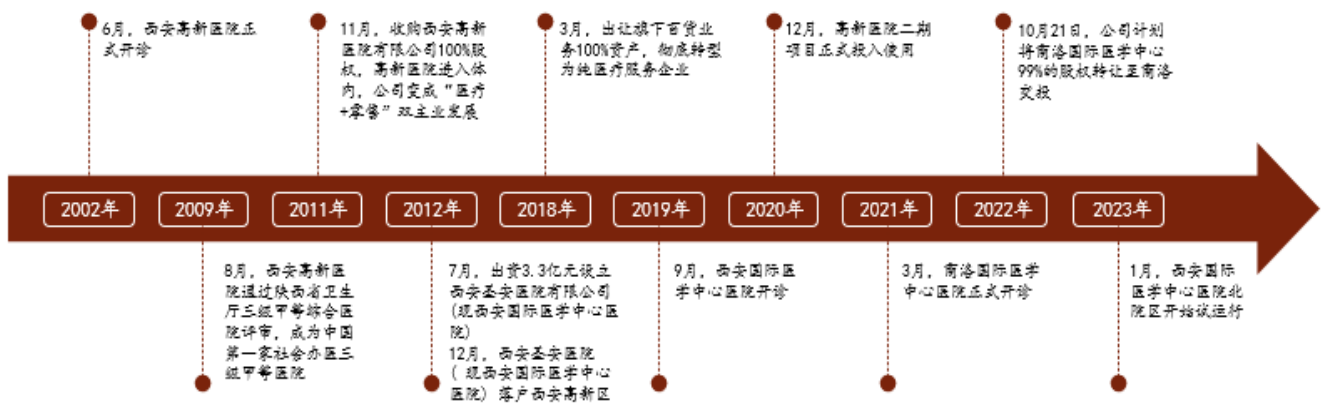 6月，西安高新医院正
式开诊
11月，收购西安高新
医院有限公司100%股
权，高新医院进入体
内，公司变成“医疗
+零售”双主业发展
3月，出让旗下百货业
务100%资产，彻底转型
为纯医疗服务企业
12月，高新医院二期
项目正式投入使用
10月21日，公司计划
将商洛国际医学中心
99%的股权转让至商洛
交投
2002年
2009年
2011年
2012年
2018年
2019年
2020年
2021年
2022年
2023年
8月，西安高新医
院通过陕西省卫生
厅三级甲等综合医
院评审，成为中国
第一家社会办医三
级甲等医院
7月，出资3.3亿元设立
西安圣安医院有限公司
(现西安国际医学中心医
院)
12月，西安圣安医院
（现西安国际医学中心
医院）落户西安高新区
9月，西安国际医
学中心医院开诊
3月，商洛国际医学
中心医院正式开诊
1月，西安国际
医学中心医院北
院区开始试运行